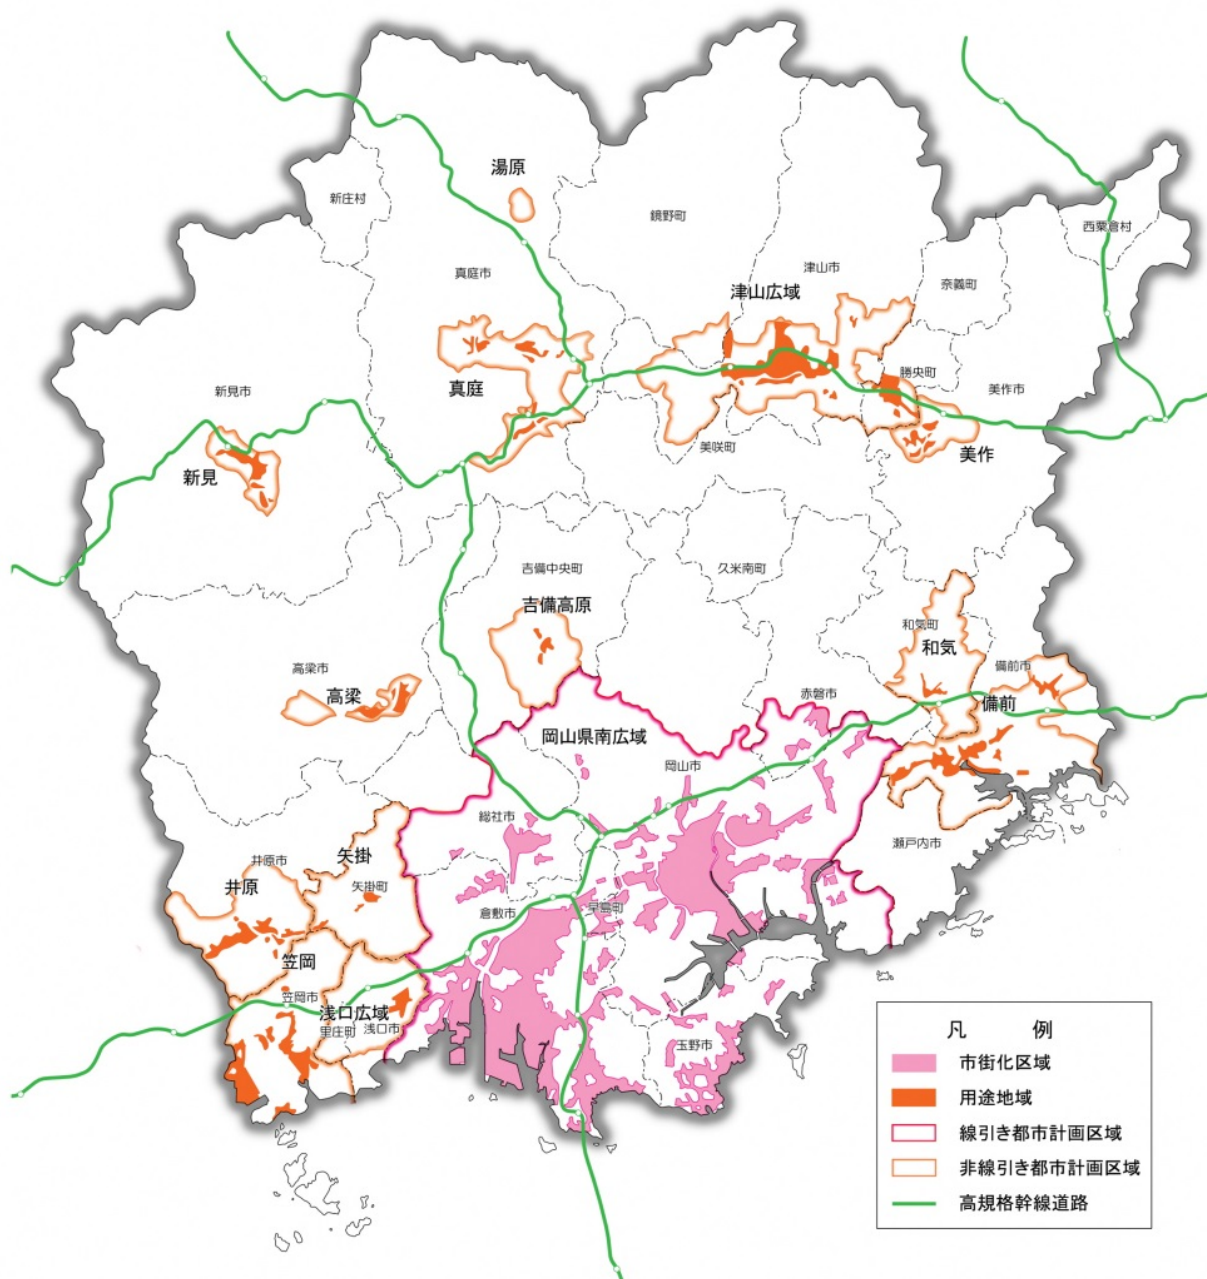 湯原
新庄村
鏡野町
西粟倉村
真庭市
津山市
奈義町
津山広域
勝央町
真庭
新見市
美作市
美咲町
美作
新見
吉備中央町
久米南町
吉備高原
和気町
和気
備前市
高梁市
高梁
赤磐市
備前
岡山県南広域
岡山市
総社市
瀬戸内市
矢掛
井原市
井原
矢掛町
倉敷市
早島町
笠岡
笠岡市
浅口広域
里庄町
浅口市
玉野市
凡 例
市街化区域
用途地域
線引き都市計画区域
非線引き都市計画区域
高規格幹線道路